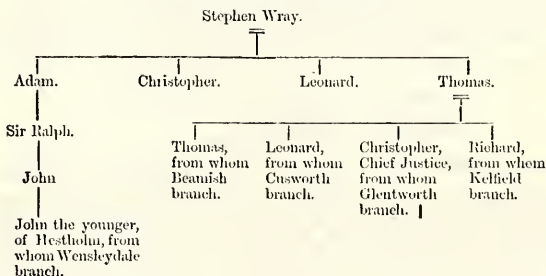 Stephen Wray.
Adam. Christopher. Leonard. Thomas.
Sir Ralph.
Thomas,
from whom
Beamish
branch.
Leonard,
from whom
Cusworth
branch.
Christopher,
Chief Justice,
from whom
Glentworth
branch.
Richard,
from whom
Kelfield
branch.
John
John the younger,
of Hestholm, from
whom Wensleydale
branch.